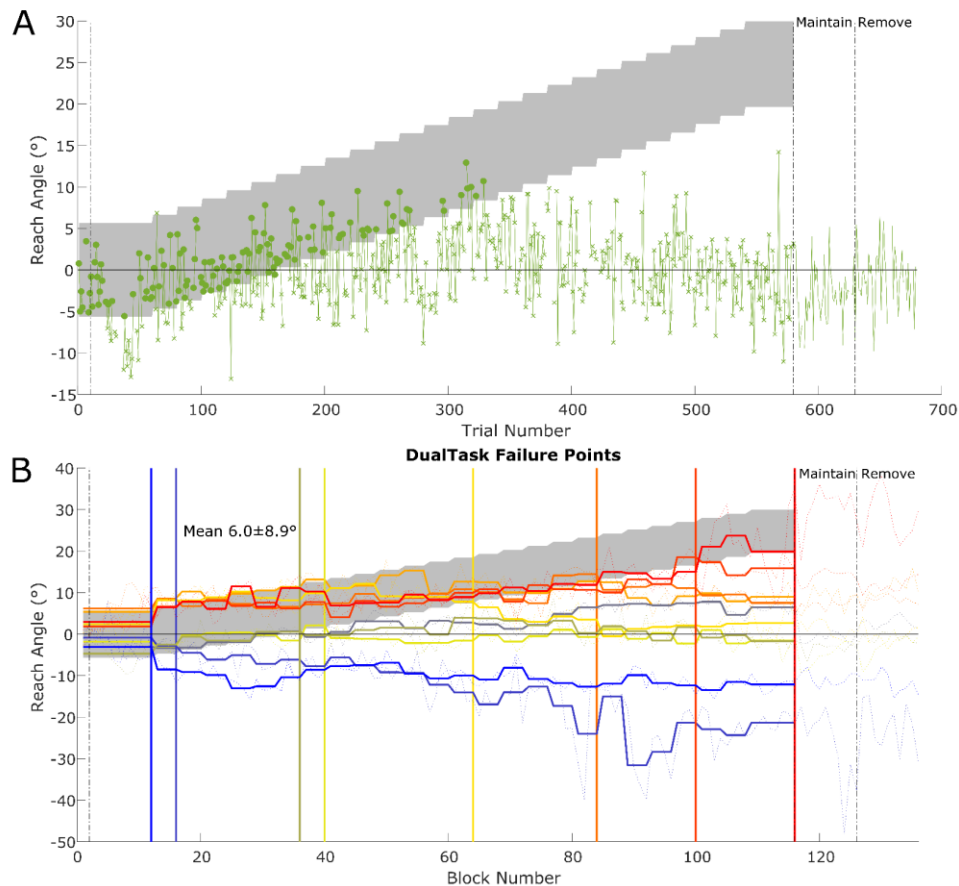 A
30
25
20
15
10
5
0
-5
-10
-15
Reach Angle (°)
Maintain Remove
0 100 200 300 400 500 600 700
Trial Number
B
DualTask Failure Points
40
30
20
10
0
-10
-20
-30
-40
-50
Reach Angle (°)
Mean 6.0±8.9°
Maintain Remove
0 20 40 60 80 100 120
Block Number